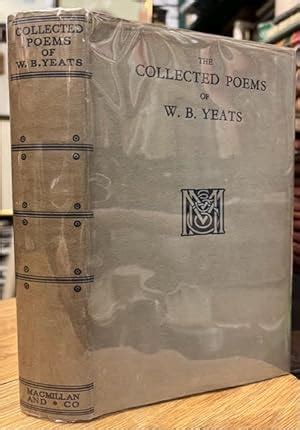 COLLECTED
POEMS
OF
W. B. YEATS
MACMILLAN
AND • CO
THE
COLLECTED POEMS
OF
W. B. YEATS